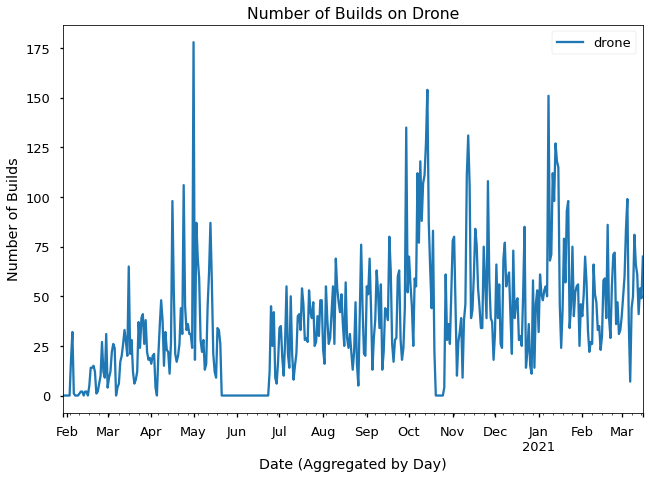 Number of Builds on Drone
drone
175
150
125
100
75
50
25
0
Number of Builds
Feb Mar Apr May Jun Jul Aug Sep Oct Nov Dec Jan Feb Mar
2021
Date (Aggregated by Day)